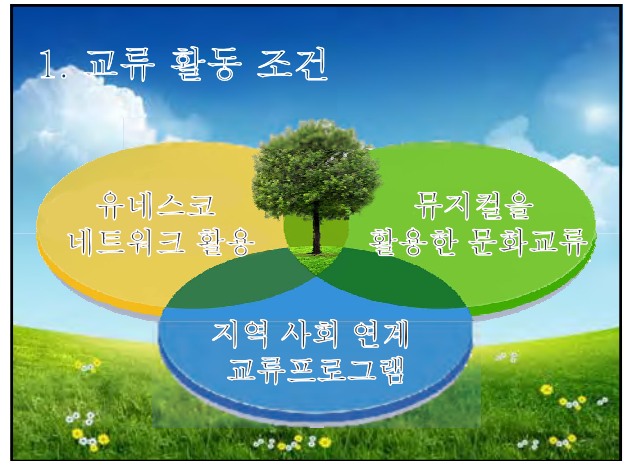 1. 교류 활동 조건
유네스코
네트워크 활용
뮤지컬을
활용한 문화교류
지역 사회 연계
교류프로그램